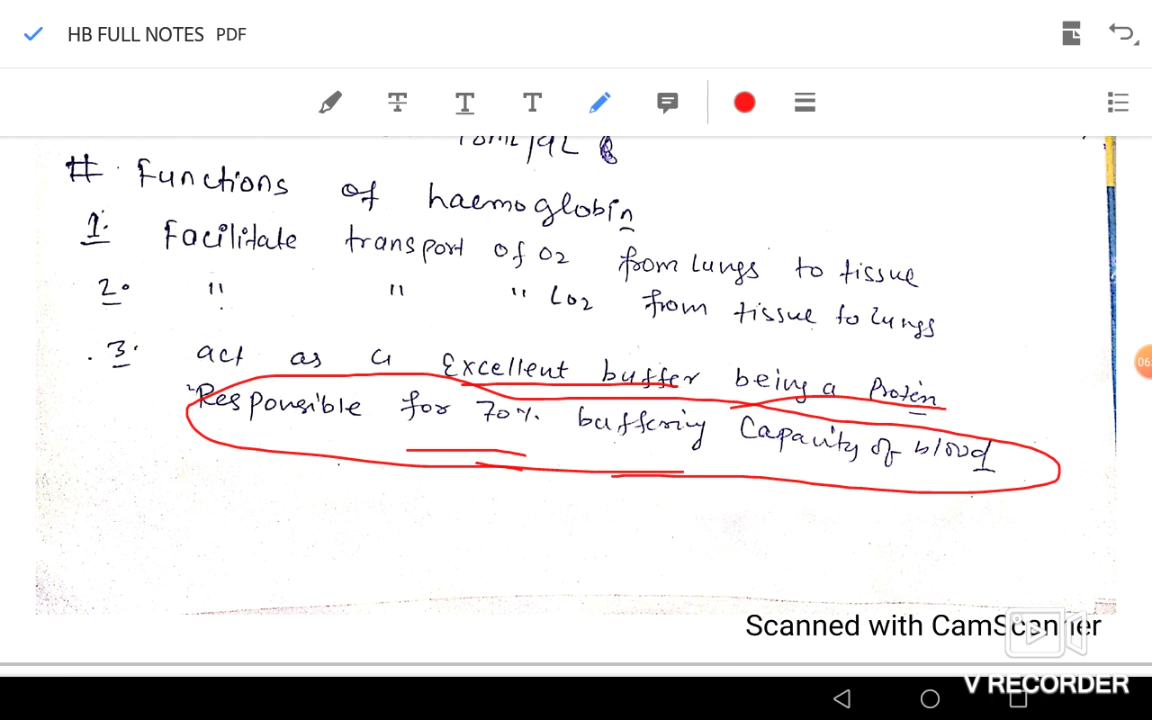 HB FULL NOTES PDF
# Functions of haemoglobin
1. Facilitate transport of O2 from lungs to tissue
2. " " " CO2 from tissue to lungs
3. act as a Excellent buffer being a Protein
Responsible for 70% buffering Capacity of blood
Scanned with CamScanner
V RECORDER
06